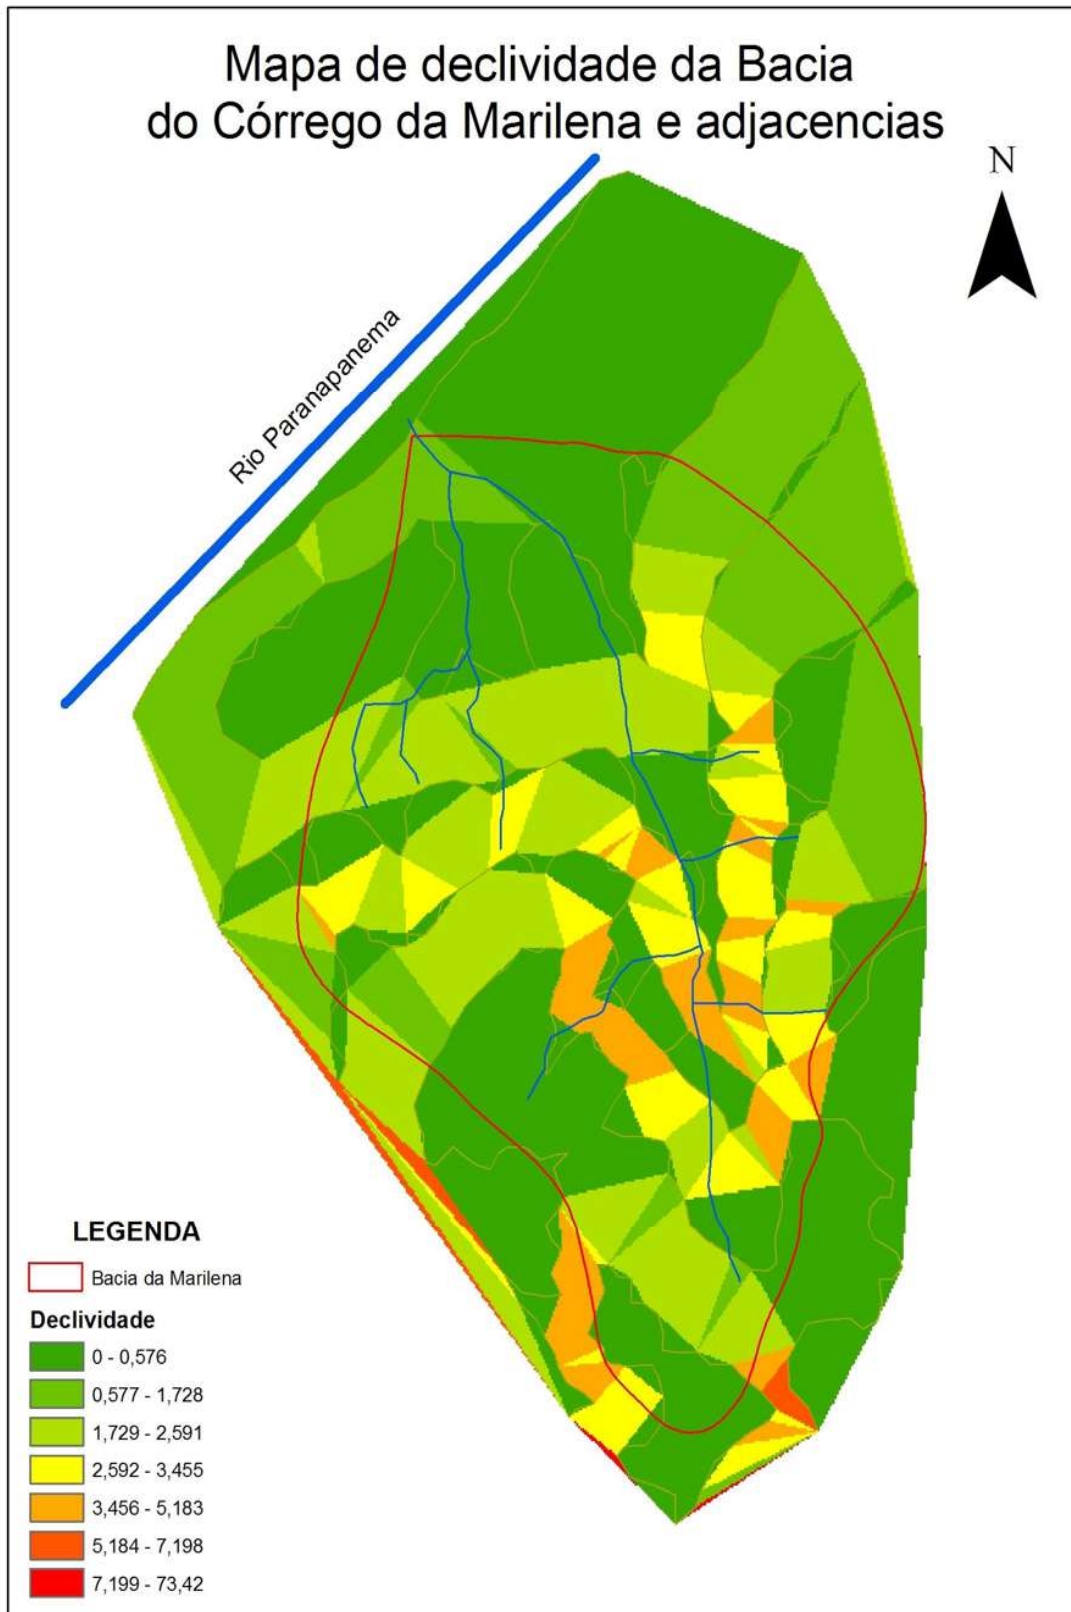 Mapa de declividade da Bacia
do Córrego da Marilena e adjacencias
N
Rio Paranapanema
LEGENDA
Bacia da Marilena
Declividade
0 - 0,576
0,577 - 1,728
1,729 - 2,591
2,592 - 3,455
3,456 - 5,183
5,184 - 7,198
7,199 - 73,42